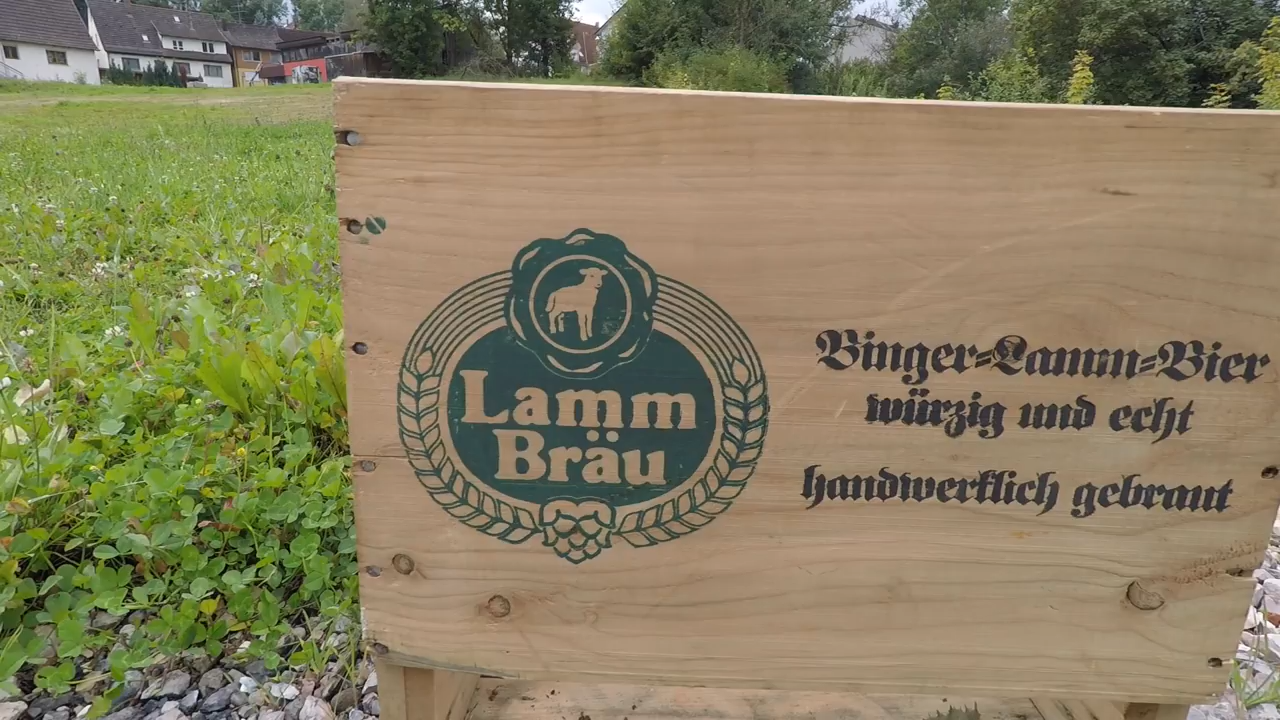 Lamm
Bräu
Binger-Lamm-Bier
würzig und echt
handwerklich gebraut